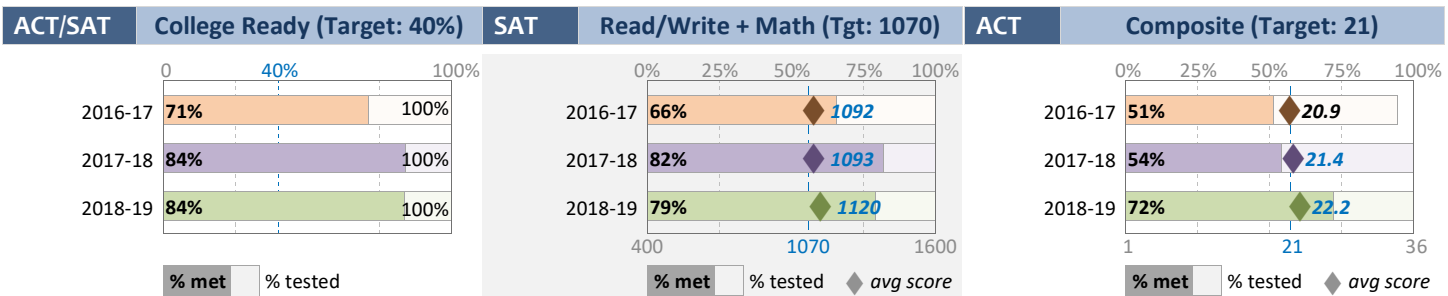 ACT/SAT College Ready (Target: 40%)
0 40% 100%
2016-17 71% 100%
2017-18 84% 100%
2018-19 84% 100%
% met % tested
SAT Read/Write + Math (Tgt: 1070)
0% 25% 50% 75% 100%
2016-17 66% 1092
2017-18 82% 1093
2018-19 79% 1120
400 1070 1600
% met % tested avg score
ACT Composite (Target: 21)
0% 25% 50% 75% 100%
2016-17 51% 20.9
2017-18 54% 21.4
2018-19 72% 22.2
1 21 36
% met % tested avg score